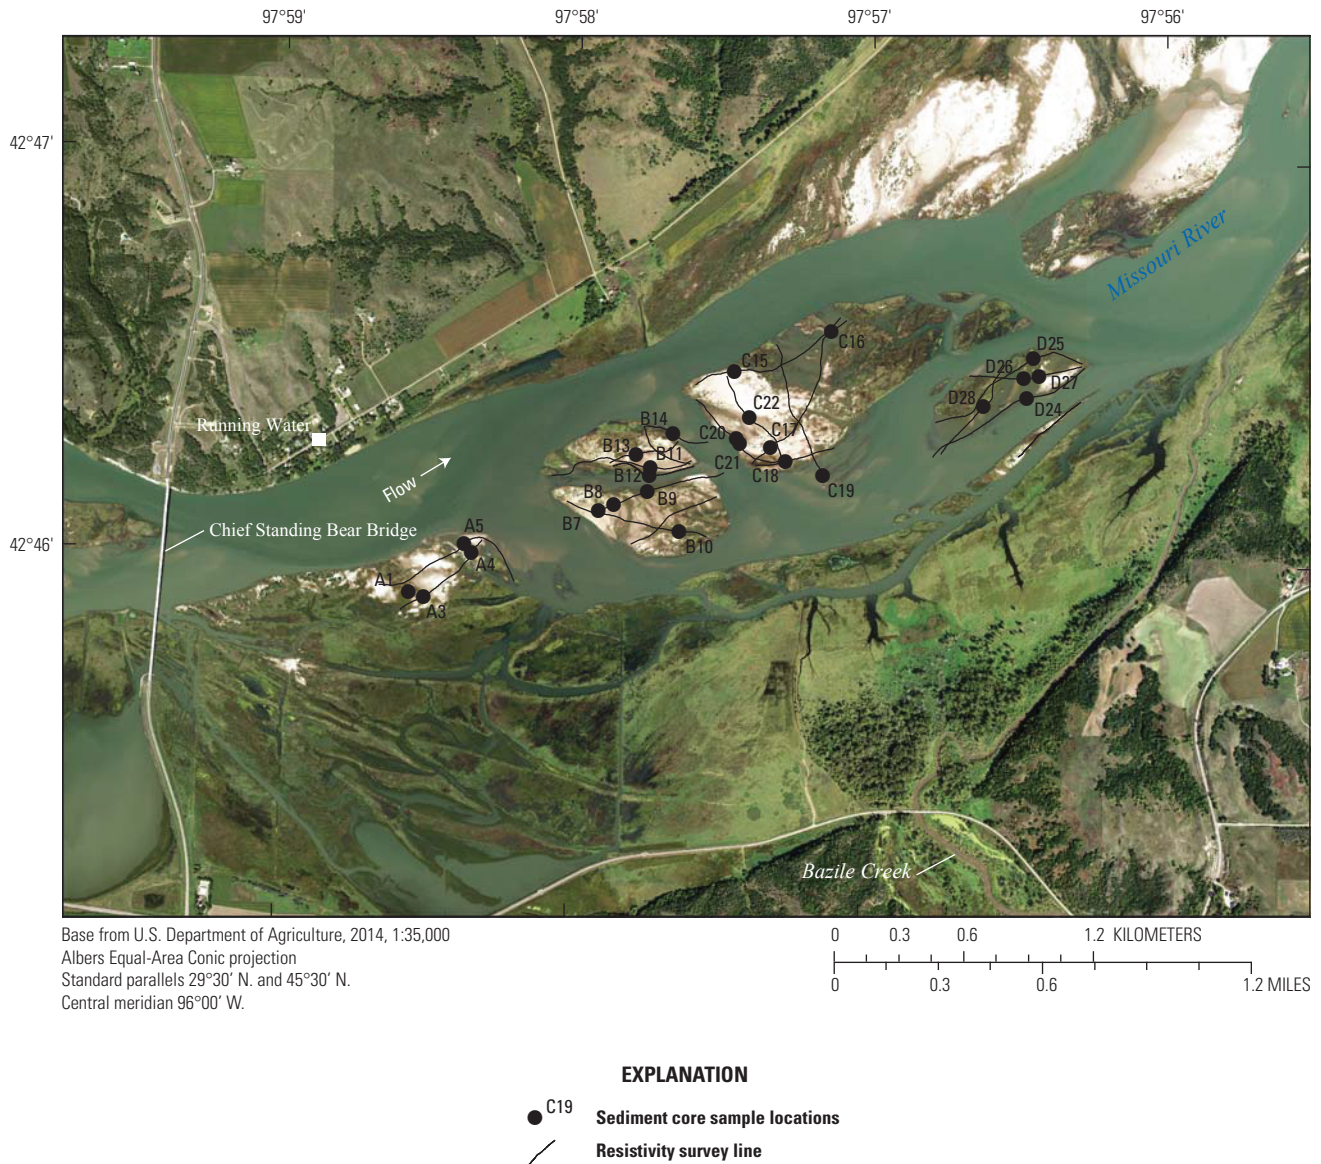 97°59′ 97°58′ 97°57′ 97°56′
42°47′
Missouri River
D25
C16
D26
C15
D27
D28
D24
C22
Running Water
B14
C20
C17
B13
B11
C21
B12
C18
C19
Flow
B8
B9
B7
A5
Chief Standing Bear Bridge
42°46′
B10
A4
A1
A3
Bazile Creek
Base from U.S. Department of Agriculture, 2014, 1:35,000
Albers Equal-Area Conic projection
Standard parallels 29°30′ N. and 45°30′ N.
Central meridian 96°00′ W.
0 0.3 0.6 1.2 KILOMETERS
0 0.3 0.6 1.2 MILES
EXPLANATION
C19 Sediment core sample locations
Resistivity survey line